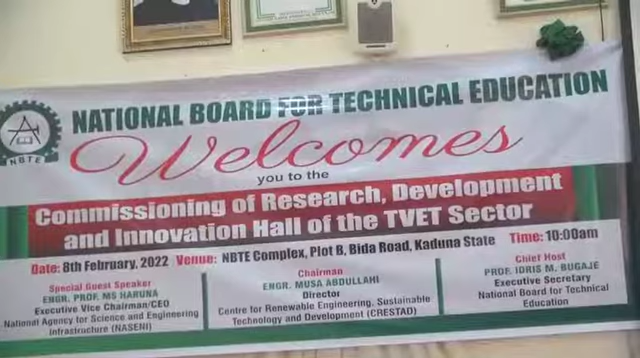 NATIONAL BOARD FOR TECHNICAL EDUCATION
NBTE
Welcomes
you to the
Commissioning of Research, Development
and Innovation Hall of the TVET Sector
Date: 8th February, 2022 Venue: NBTE Complex, Plot B, Bida Road, Kaduna State Time: 10:00am
Special Guest Speaker
ENGR. PROF. MS HARUNA
Executive Vice Chairman/CEO
National Agency for Science and Engineering
Infrastructure (NASENI)
Chairman
ENGR. MUSA ABDULLAHI
Director
Centre for Renewable Engineering, Sustainable
Technology and Development (CRESTAD)
Chief Host
PROF. IDRIS M. BUGAJE
Executive Secretary
National Board for Technical
Education